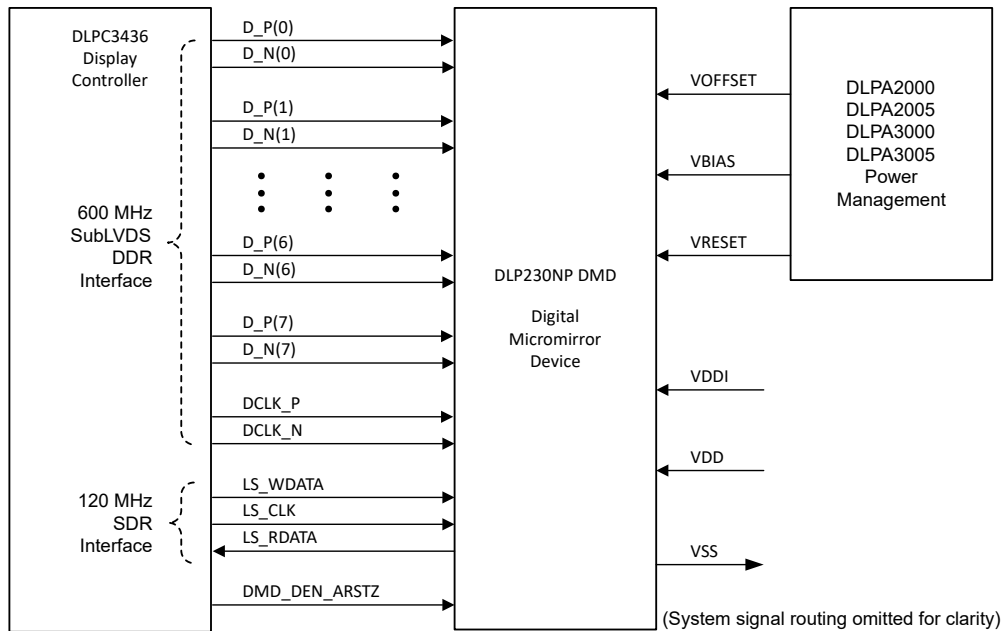 DLPC3436
Display
Controller
600 MHz
SubLVDS
DDR
Interface
120 MHz
SDR
Interface
D_P(0)
D_N(0)
D_P(1)
D_N(1)
D_P(6)
D_N(6)
D_P(7)
D_N(7)
DCLK_P
DCLK_N
LS_WDATA
LS_CLK
LS_RDATA
DMD_DEN_ARSTZ
DLP230NP DMD
Digital
Micromirror
Device
VOFFSET
VBIAS
VRESET
VDDI
VDD
VSS
DLPA2000
DLPA2005
DLPA3000
DLPA3005
Power
Management
(System signal routing omitted for clarity)